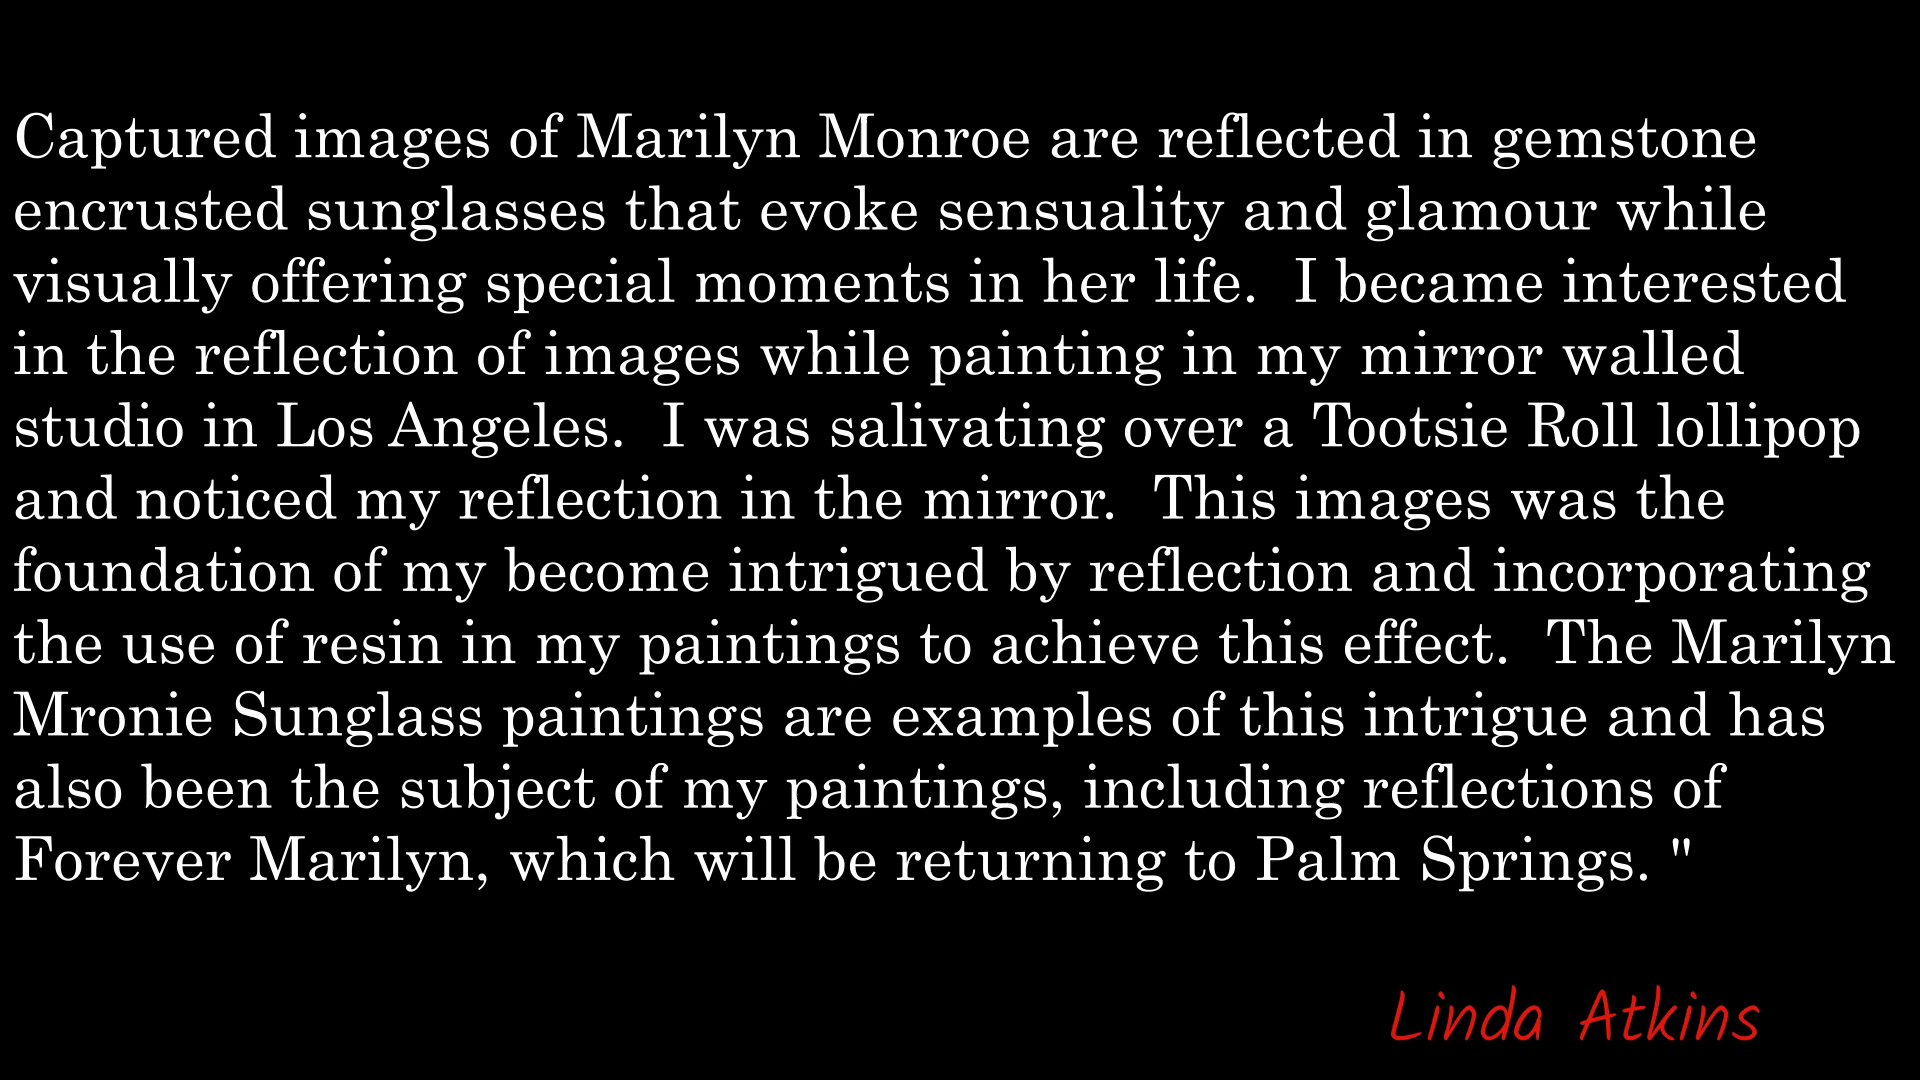 Captured images of Marilyn Monroe are reflected in gemstone
encrusted sunglasses that evoke sensuality and glamour while
visually offering special moments in her life.  I became interested
in the reflection of images while painting in my mirror walled
studio in Los Angeles.  I was salivating over a Tootsie Roll lollipop
and noticed my reflection in the mirror.  This images was the
foundation of my become intrigued by reflection and incorporating
the use of resin in my paintings to achieve this effect.  The Marilyn
Mronie Sunglass paintings are examples of this intrigue and has
also been the subject of my paintings, including reflections of
Forever Marilyn, which will be returning to Palm Springs. "
Linda Atkins